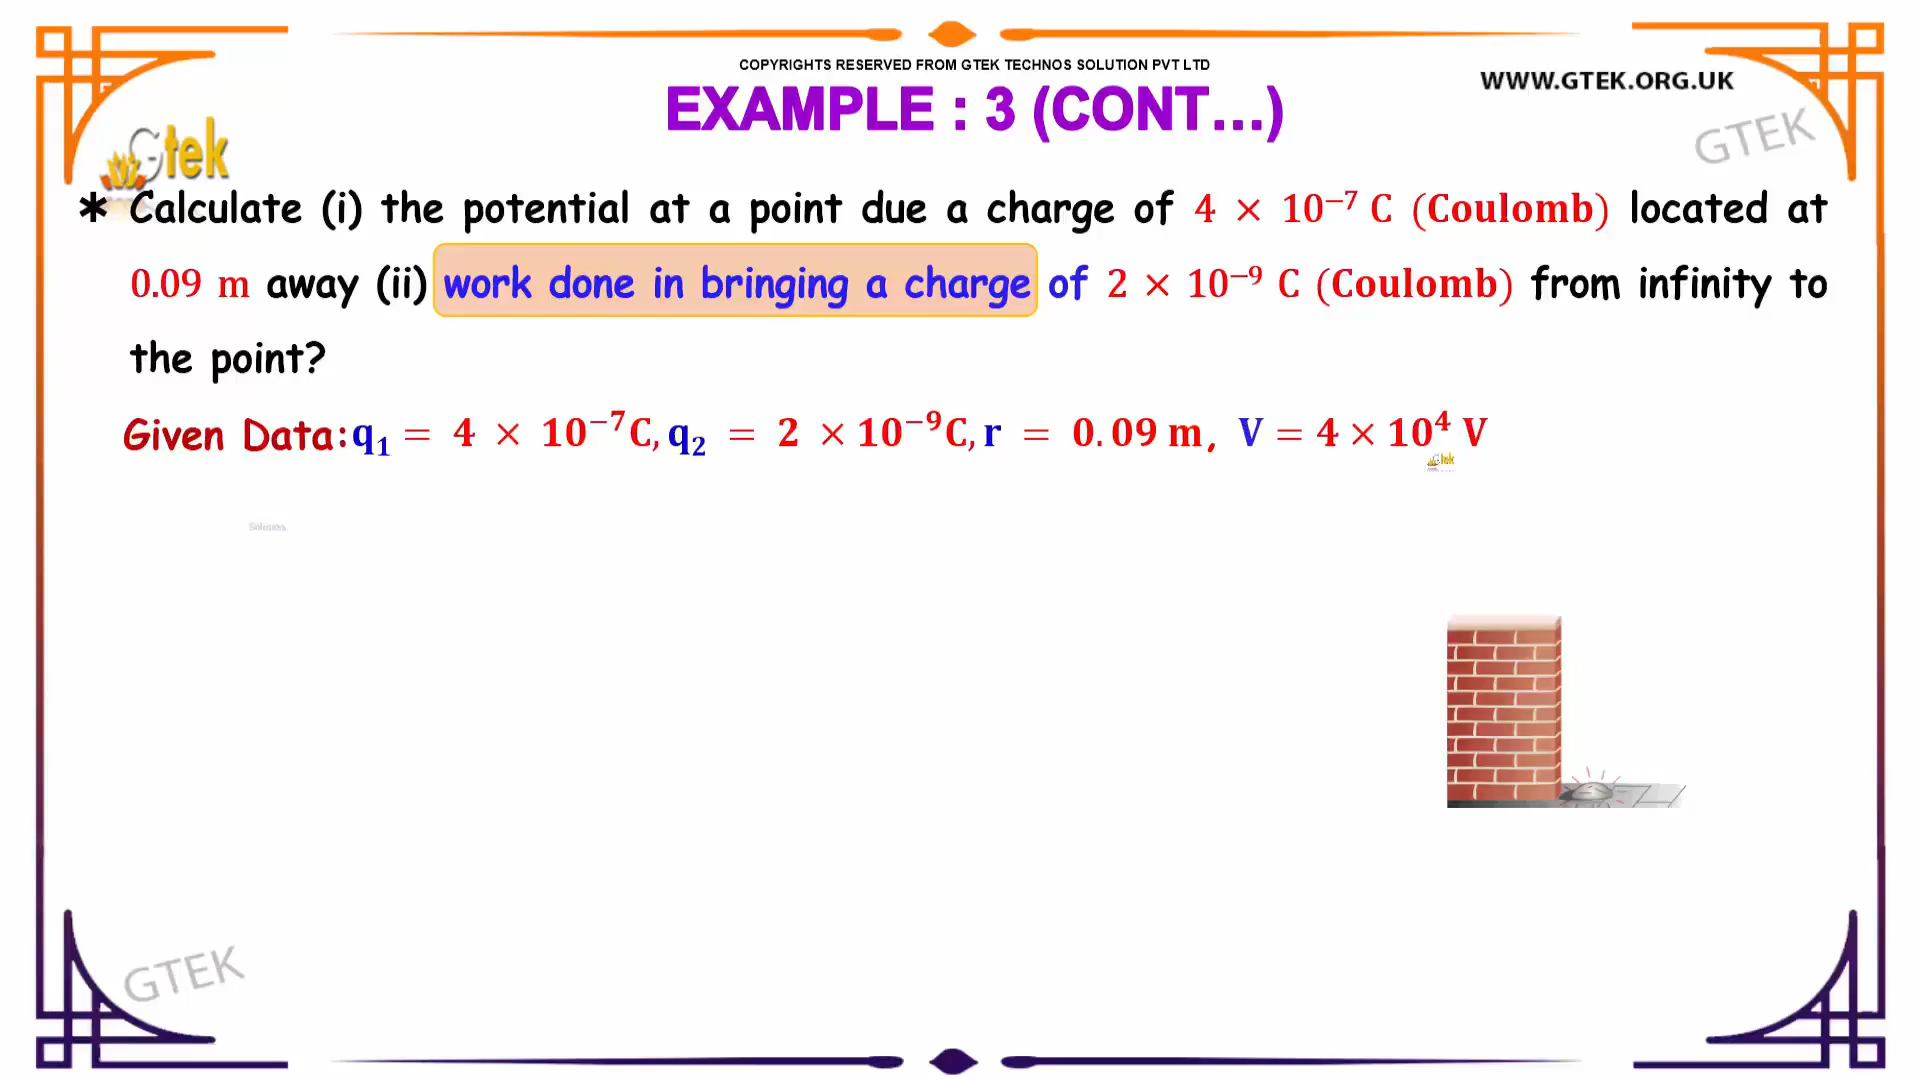 COPYRIGHTS RESERVED FROM GTEK TECHNOS SOLUTION PVT LTD
WWW.GTEK.ORG.UK
EXAMPLE : 3 (CONT...)
GTEK
Gtek
* Calculate (i) the potential at a point due a charge of 4 × 10⁻⁷ C (Coulomb) located at
0.09 m away (ii) work done in bringing a charge of 2 × 10⁻⁹ C (Coulomb) from infinity to
the point?
Given Data: q₁ = 4 × 10⁻⁷C, q₂ = 2 × 10⁻⁹C, r = 0.09 m, V = 4 × 10⁴ V
GTEK